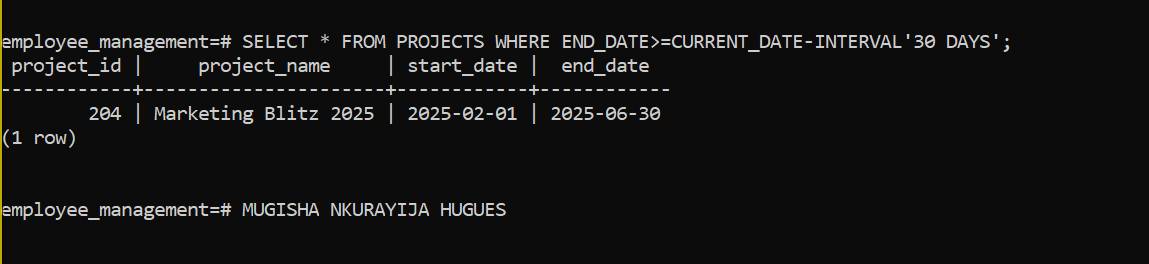 employee_management=# SELECT * FROM PROJECTS WHERE END_DATE>=CURRENT_DATE-INTERVAL'30 DAYS';
 project_id |     project_name     | start_date |  end_date
------------+----------------------+------------+------------
        204 | Marketing Blitz 2025 | 2025-02-01 | 2025-06-30
(1 row)
employee_management=# MUGISHA NKURAYIJA HUGUES